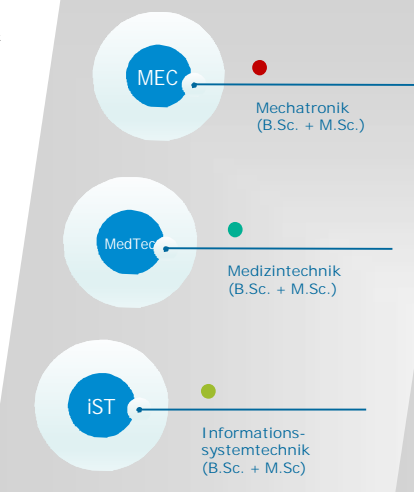 MEC
Mechatronik
(B.Sc. + M.Sc.)
MedTec
Medizintechnik
(B.Sc. + M.Sc.)
iST
Informations-
systemtechnik
(B.Sc. + M.Sc)